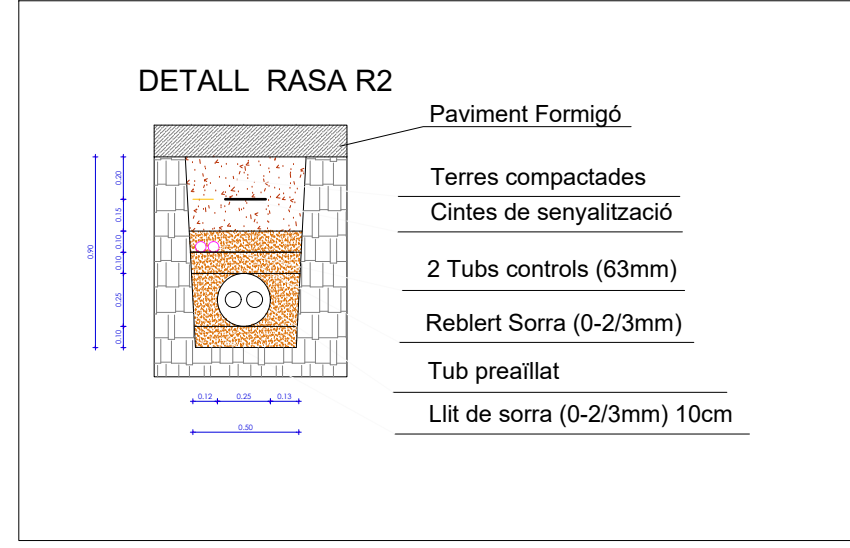 DETALL RASA R2
Paviment Formigó
Terres compactades
Cintes de senyalització
2 Tubs controls (63mm)
Reblert Sorra (0-2/3mm)
Tub preaïllat
Llit de sorra (0-2/3mm) 10cm
0.90
0.20
0.15
0.10
0.10
0.25
0.10
0.12 0.25 0.13
0.50